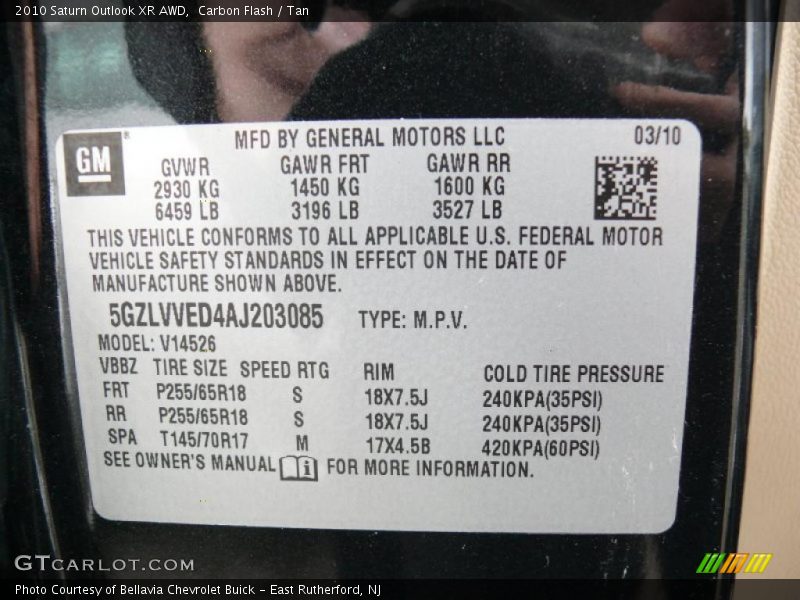 2010 Saturn Outlook XR AWD,  Carbon Flash / Tan
GM®
MFD BY GENERAL MOTORS LLC 03/10
GVWR GAWR FRT GAWR RR
2930 KG 1450 KG 1600 KG
6459 LB 3196 LB 3527 LB
THIS VEHICLE CONFORMS TO ALL APPLICABLE U.S. FEDERAL MOTOR
VEHICLE SAFETY STANDARDS IN EFFECT ON THE DATE OF
MANUFACTURE SHOWN ABOVE.
5GZLVVED4AJ203085 TYPE: M.P.V.
MODEL: V14526
VBBZ TIRE SIZE SPEED RTG RIM COLD TIRE PRESSURE
FRT P255/65R18 S 18X7.5J 240KPA(35PSI)
RR P255/65R18 S 18X7.5J 240KPA(35PSI)
SPA T145/70R17 M 17X4.5B 420KPA(60PSI)
SEE OWNER'S MANUAL i FOR MORE INFORMATION.
GTCARLOT.COM
Photo Courtesy of Bellavia Chevrolet Buick - East Rutherford, NJ